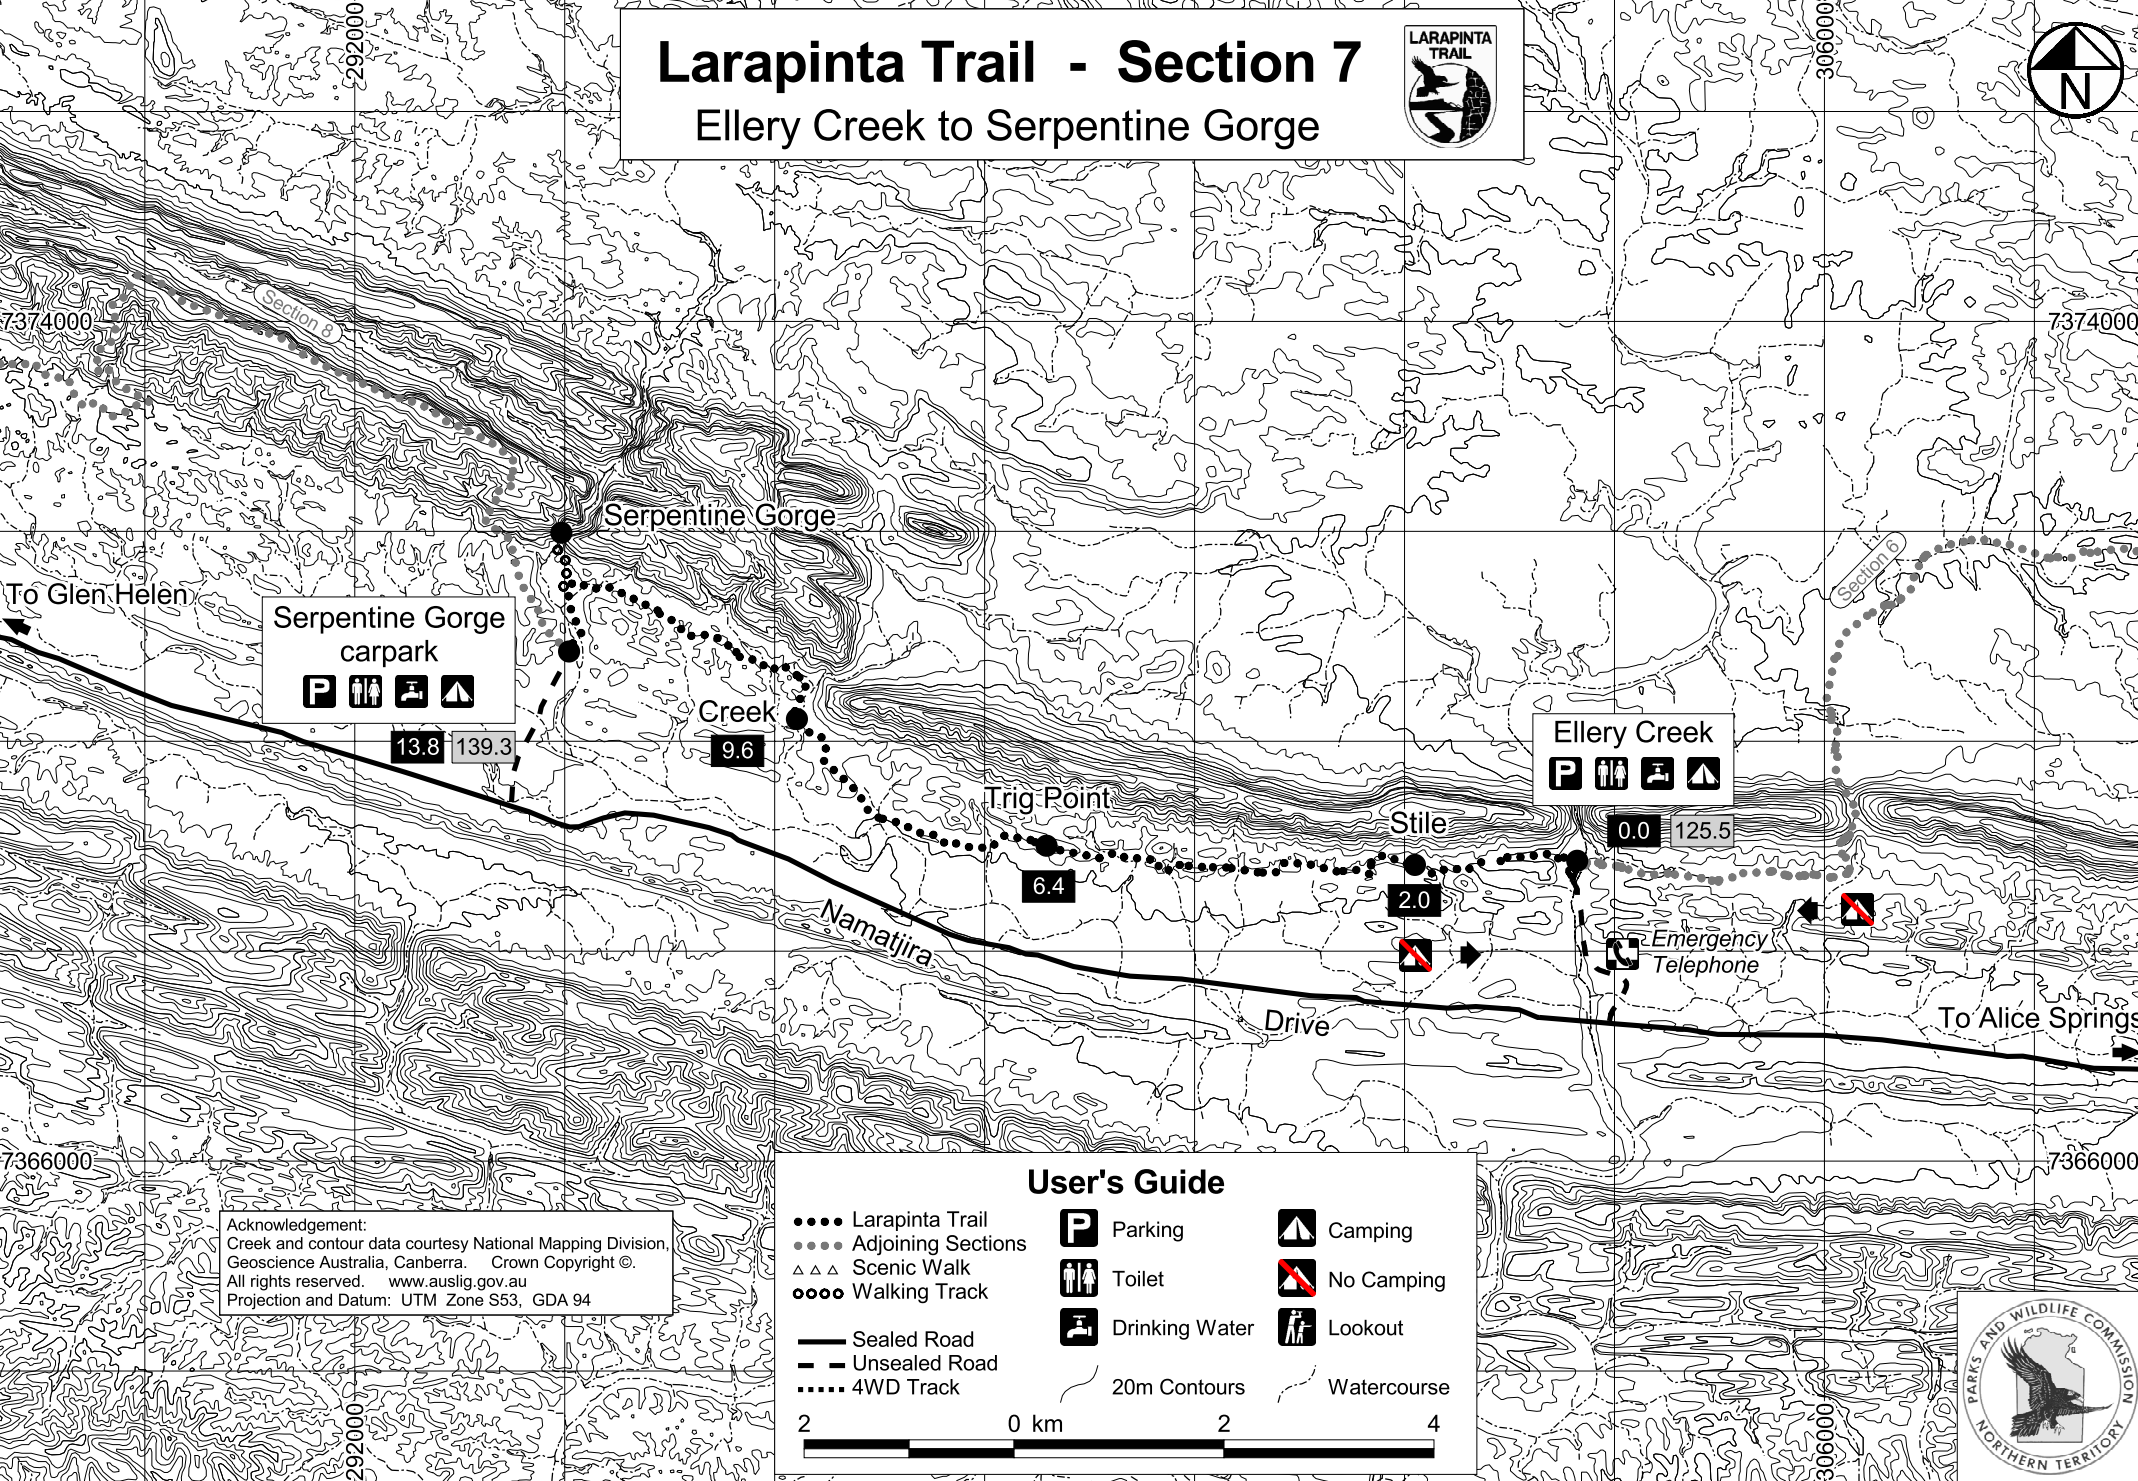 Larapinta Trail - Section 7
Ellery Creek to Serpentine Gorge
LARAPINTA
TRAIL
N
292000
306000
7374000
7374000
Section 8
Serpentine Gorge
Section 6
To Glen Helen
Serpentine Gorge
carpark
P
13.8 139.3
Creek
9.6
Trig Point
6.4
Stile
2.0
Ellery Creek
P
0.0 125.5
Emergency
Telephone
Namatjira
Drive
To Alice Springs
7366000
7366000
Acknowledgement:
Creek and contour data courtesy National Mapping Division,
Geoscience Australia, Canberra. Crown Copyright ©.
All rights reserved. www.auslig.gov.au
Projection and Datum: UTM Zone S53, GDA 94
User's Guide
Larapinta Trail
Adjoining Sections
Scenic Walk
Walking Track
Sealed Road
Unsealed Road
4WD Track
P Parking
Toilet
Drinking Water
20m Contours
Camping
No Camping
Lookout
Watercourse
2 0 km 2 4
292000
306000
PARKS AND WILDLIFE COMMISSION
NORTHERN TERRITORY